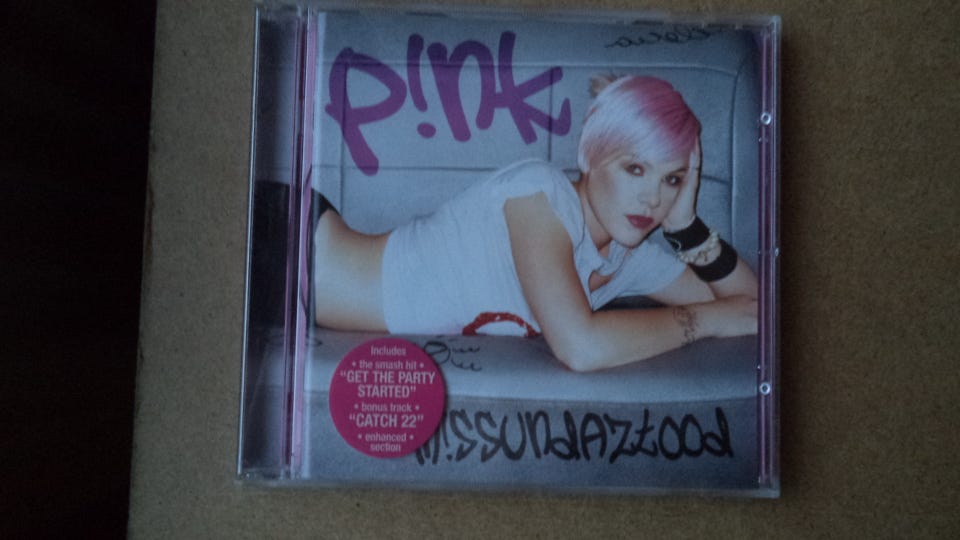 P!nk
Includes
• the smash hit •
"GET THE PARTY
STARTED"
• bonus track •
"CATCH 22"
• enhanced •
section
M!ssundaztood